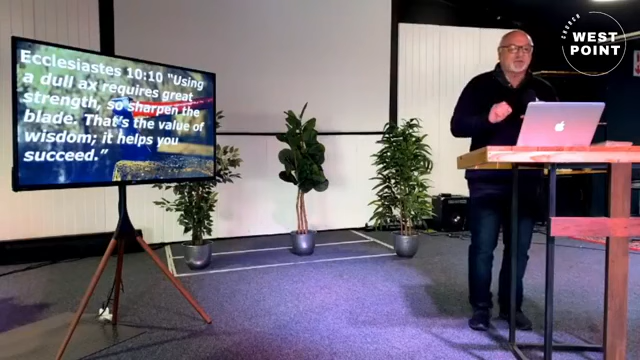 Ecclesiastes 10:10 “Using
a dull ax requires great
strength, so sharpen the
blade. That’s the value of
wisdom; it helps you
succeed.”
CHURCH
WEST
POINT